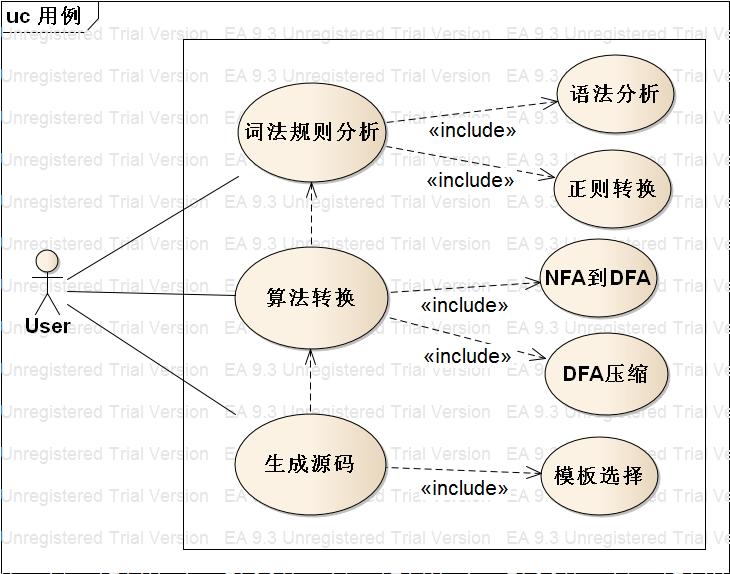 uc 用例
词法规则分析
语法分析
«include»
«include»
正则转换
User
算法转换
NFA到DFA
«include»
«include»
DFA压缩
生成源码
«include»
模板选择
Unregistered Trial Version EA 9.3 Unregistered Trial Version EA 9.3 Unregistered Trial Version